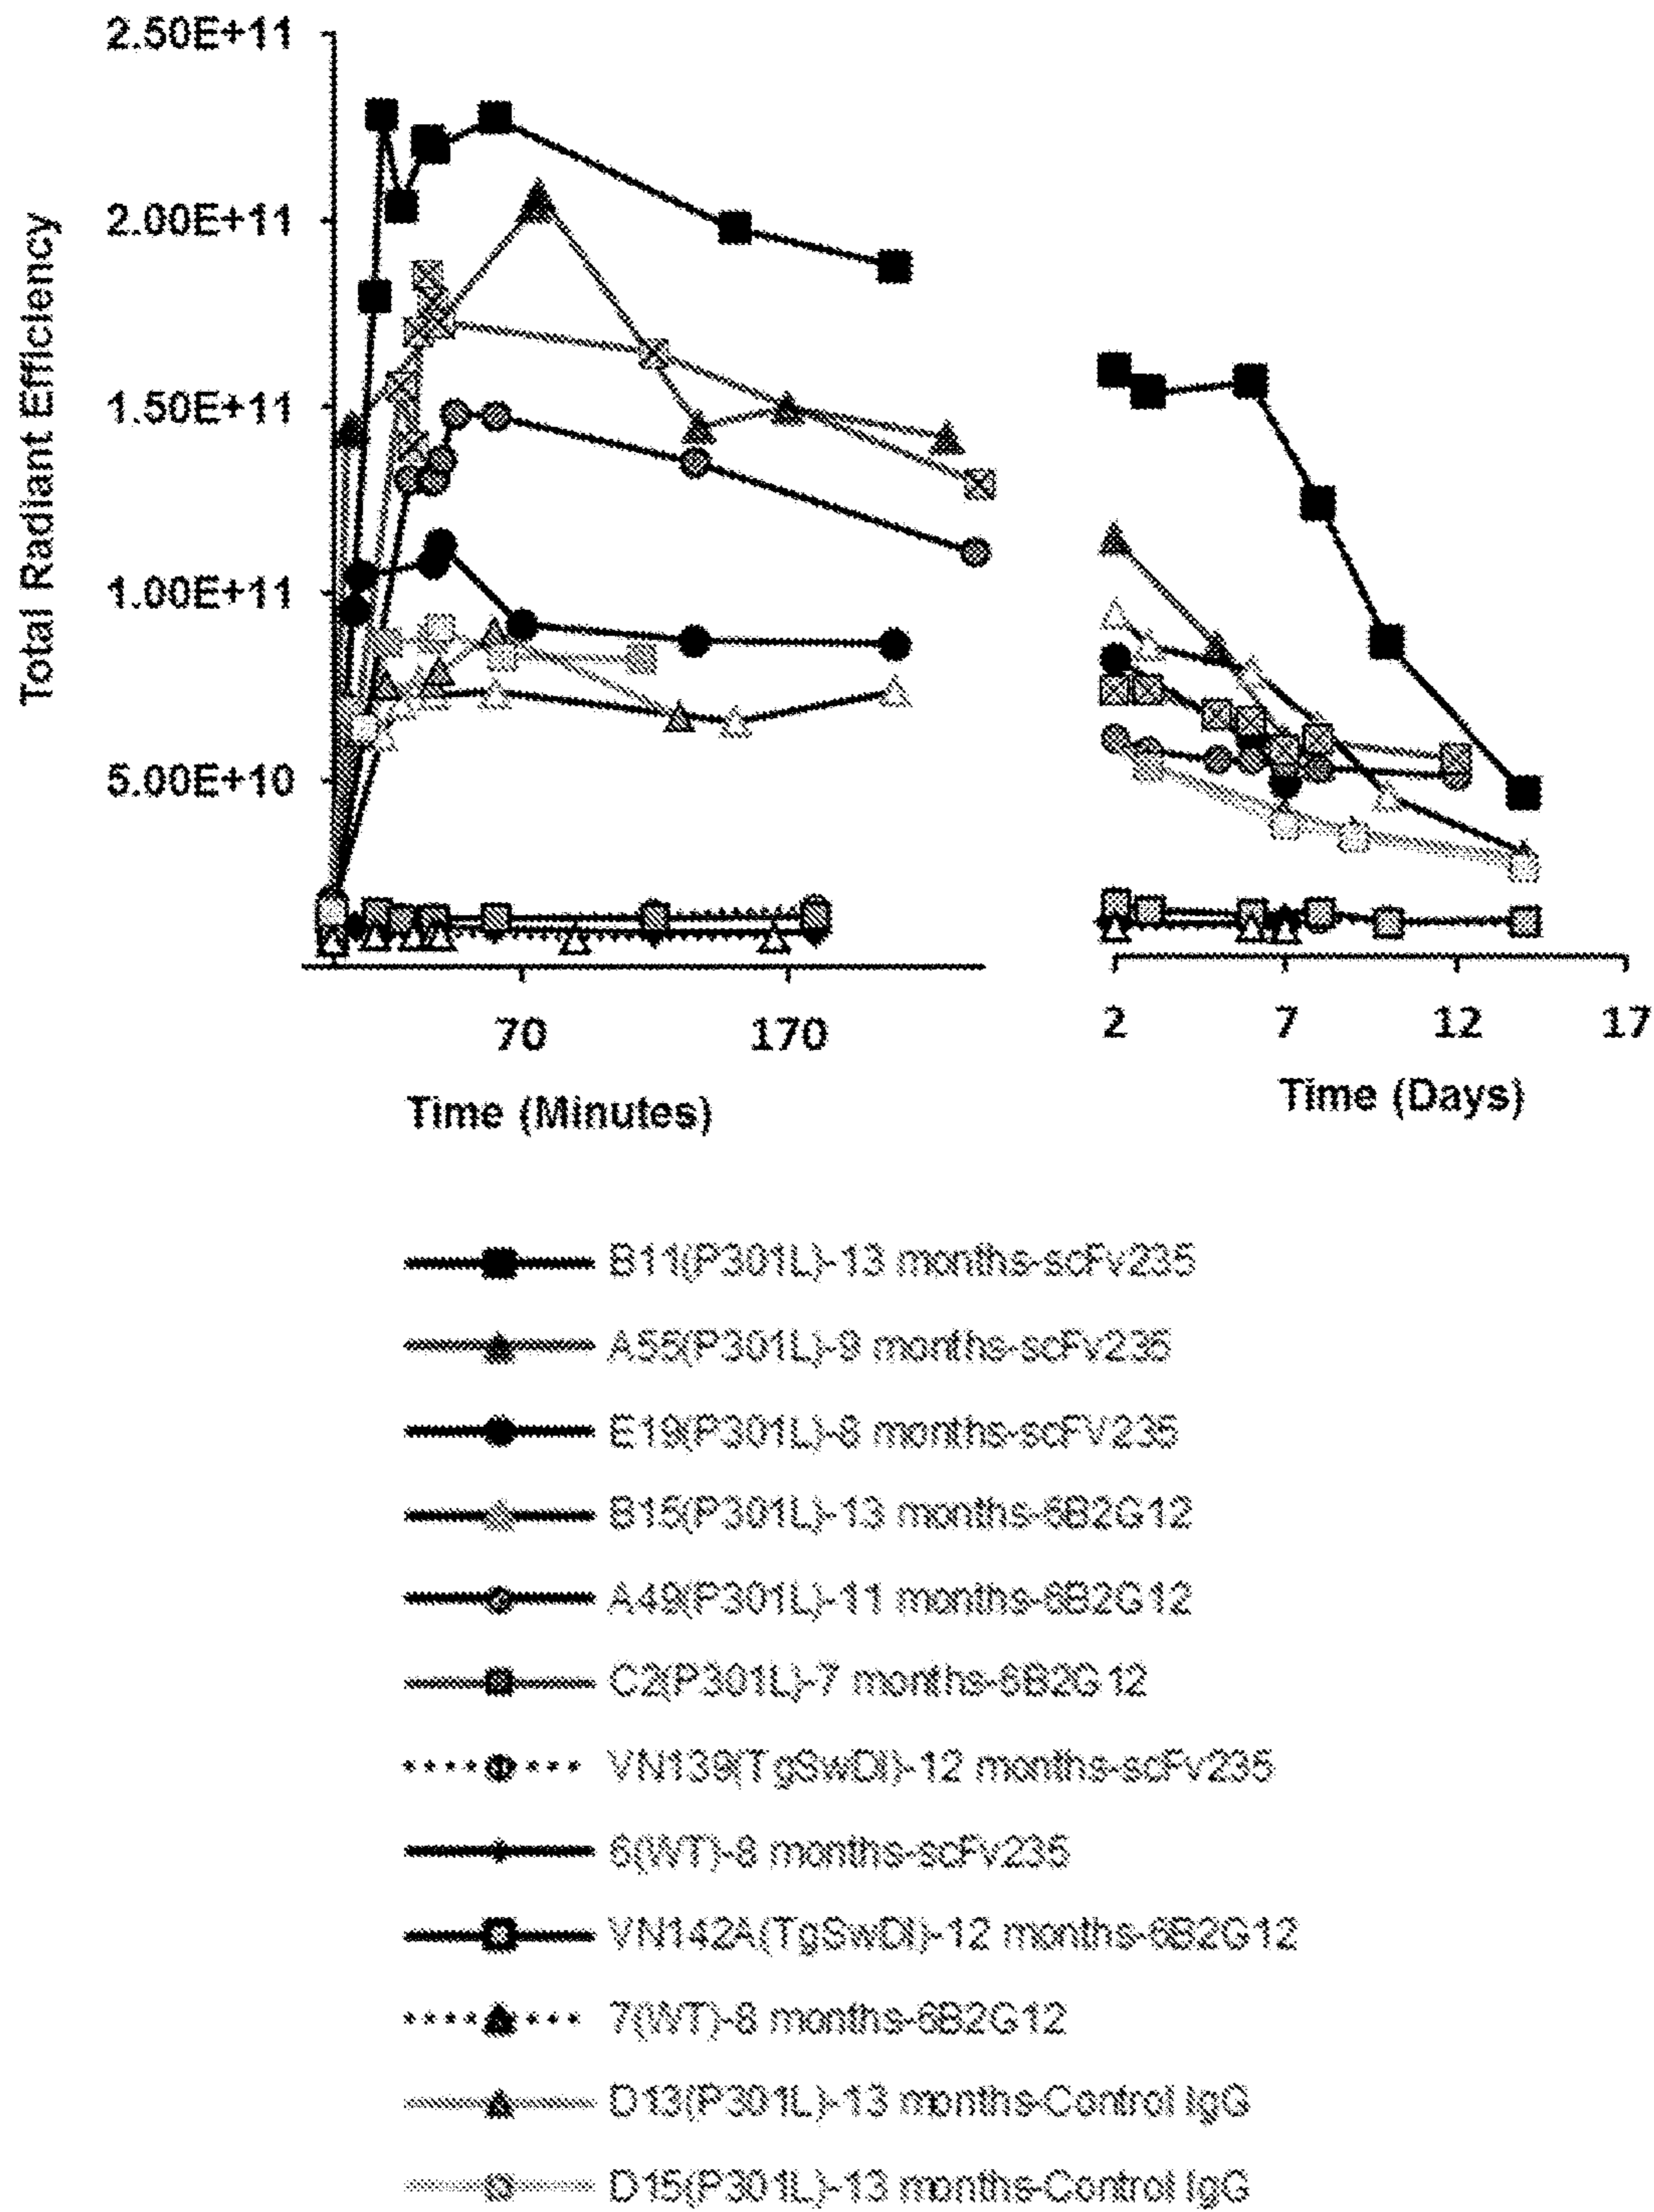 2.50E+11
2.00E+11
1.50E+11
1.00E+11
5.00E+10
Total Radiant Efficiency
70 170
2 7 12 17
Time (Minutes)
Time (Days)
B11(P301L)-13 months-scFv235
A55(P301L)-9 months-scFv235
E19(P301L)-8 months-scFV235
B15(P301L)-13 months-6B2G12
A49(P301L)-11 months-6B2G12
C2(P301L)-7 months-6B2G12
VN139(TgSwDI)-12 months-scFv235
6(WT)-8 months-scFv235
VN142A(TgSwDI)-12 months-6B2G12
7(WT)-8 months-6B2G12
D13(P301L)-13 months-Control IgG
D15(P301L)-13 months-Control IgG